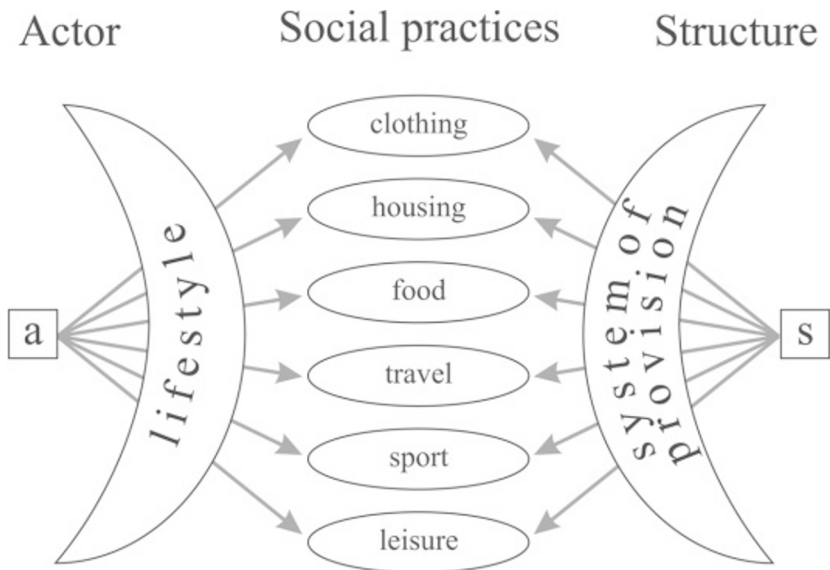 Actor
Social practices
Structure
clothing
housing
food
travel
sport
leisure
a
lifestyle
system of
provision
s